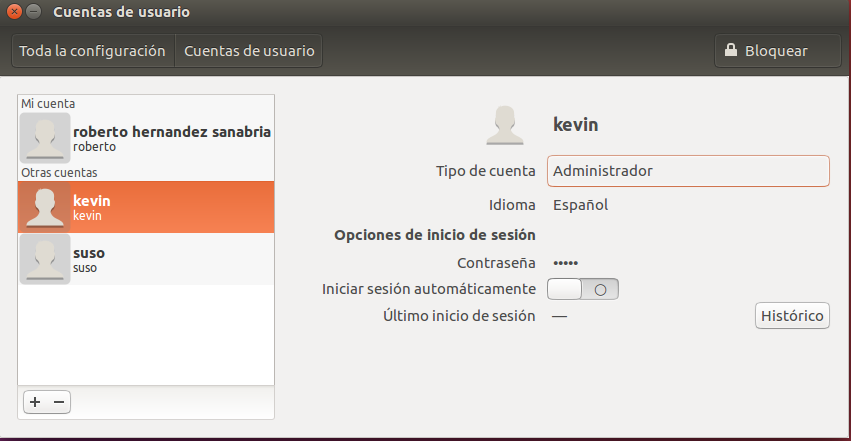 Cuentas de usuario
Toda la configuración Cuentas de usuario Bloquear
Mi cuenta
roberto hernandez sanabria
roberto
Otras cuentas
kevin
kevin
suso
suso
kevin
Tipo de cuenta Administrador
Idioma Español
Opciones de inicio de sesión
Contraseña •••••
Iniciar sesión automáticamente
Último inicio de sesión — Histórico